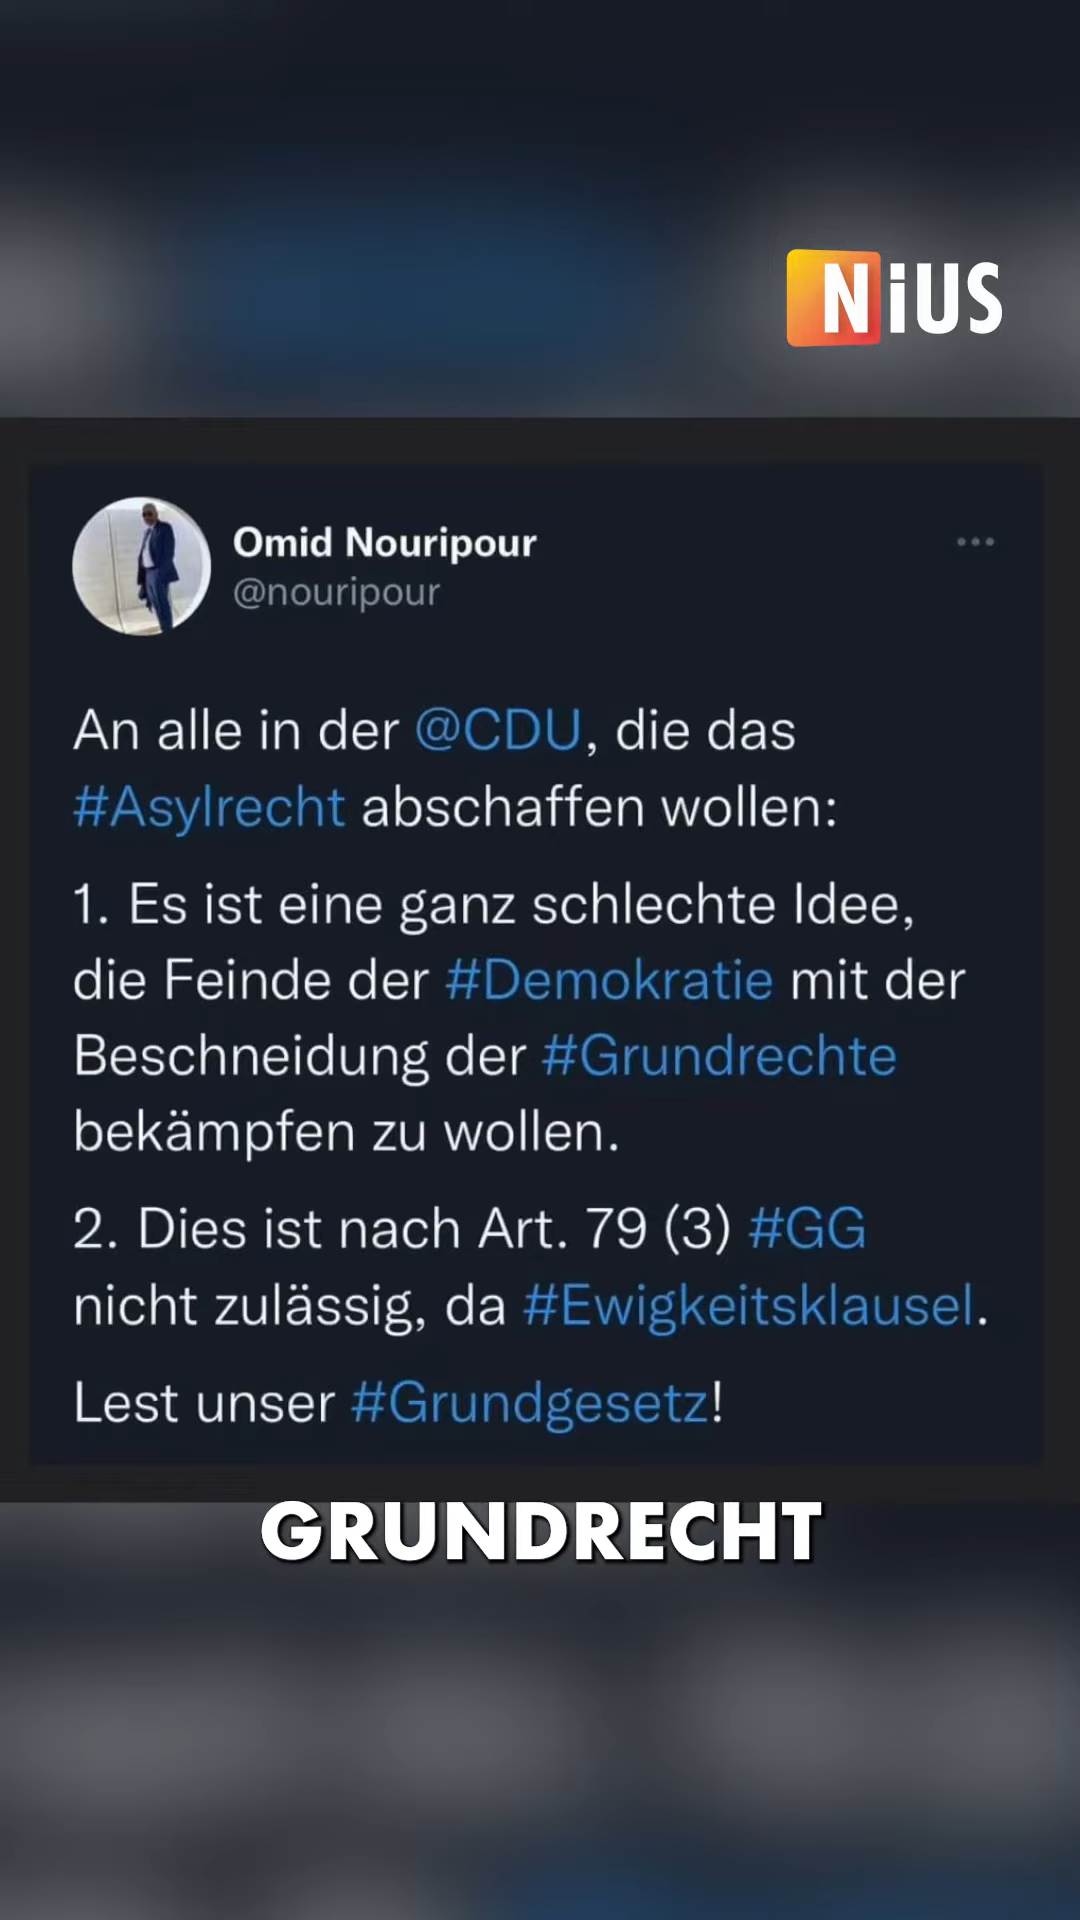 NiUS
Omid Nouripour
@nouripour
An alle in der @CDU, die das
#Asylrecht abschaffen wollen:
1. Es ist eine ganz schlechte Idee,
die Feinde der #Demokratie mit der
Beschneidung der #Grundrechte
bekämpfen zu wollen.
2. Dies ist nach Art. 79 (3) #GG
nicht zulässig, da #Ewigkeitsklausel.
Lest unser #Grundgesetz!
GRUNDRECHT